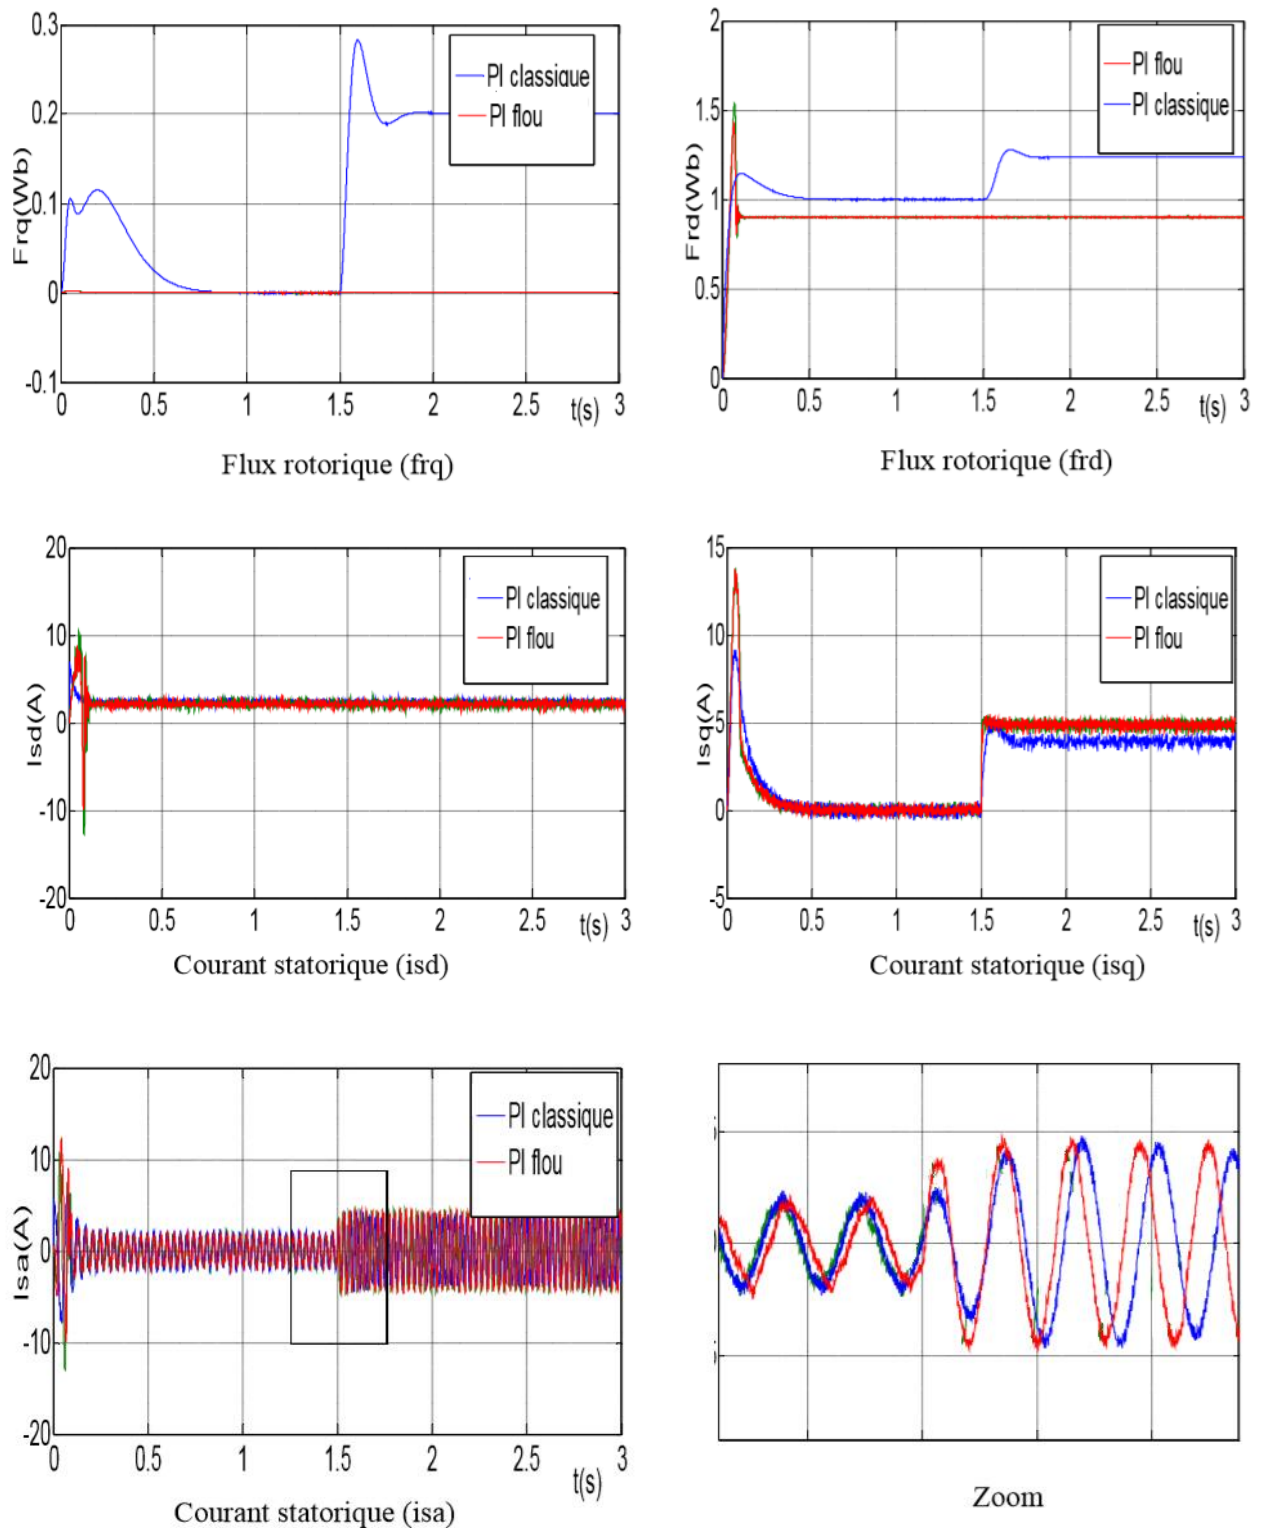 0.3
0.2
0.1
0
-0.1
Frq(Wb)
PI classique
PI flou
0
0.5
1
1.5
2
2.5
3
t(s)
Flux rotorique (frq)
2
1.5
1
0.5
0
Frd(Wb)
PI flou
PI classique
0.5
1
1.5
2
2.5
3
t(s)
Flux rotorique (frd)
20
10
0
-10
-20
Isd(A)
PI classique
PI flou
0
0.5
1
1.5
2
2.5
3
t(s)
Courant statorique (isd)
15
10
5
0
-5
Isq(A)
PI classique
PI flou
0
0.5
1
1.5
2
2.5
3
t(s)
Courant statorique (isq)
20
10
0
-10
-20
Isa(A)
PI classique
PI flou
0
0.5
1
1.5
2
2.5
3
t(s)
Courant statorique (isa)
Zoom